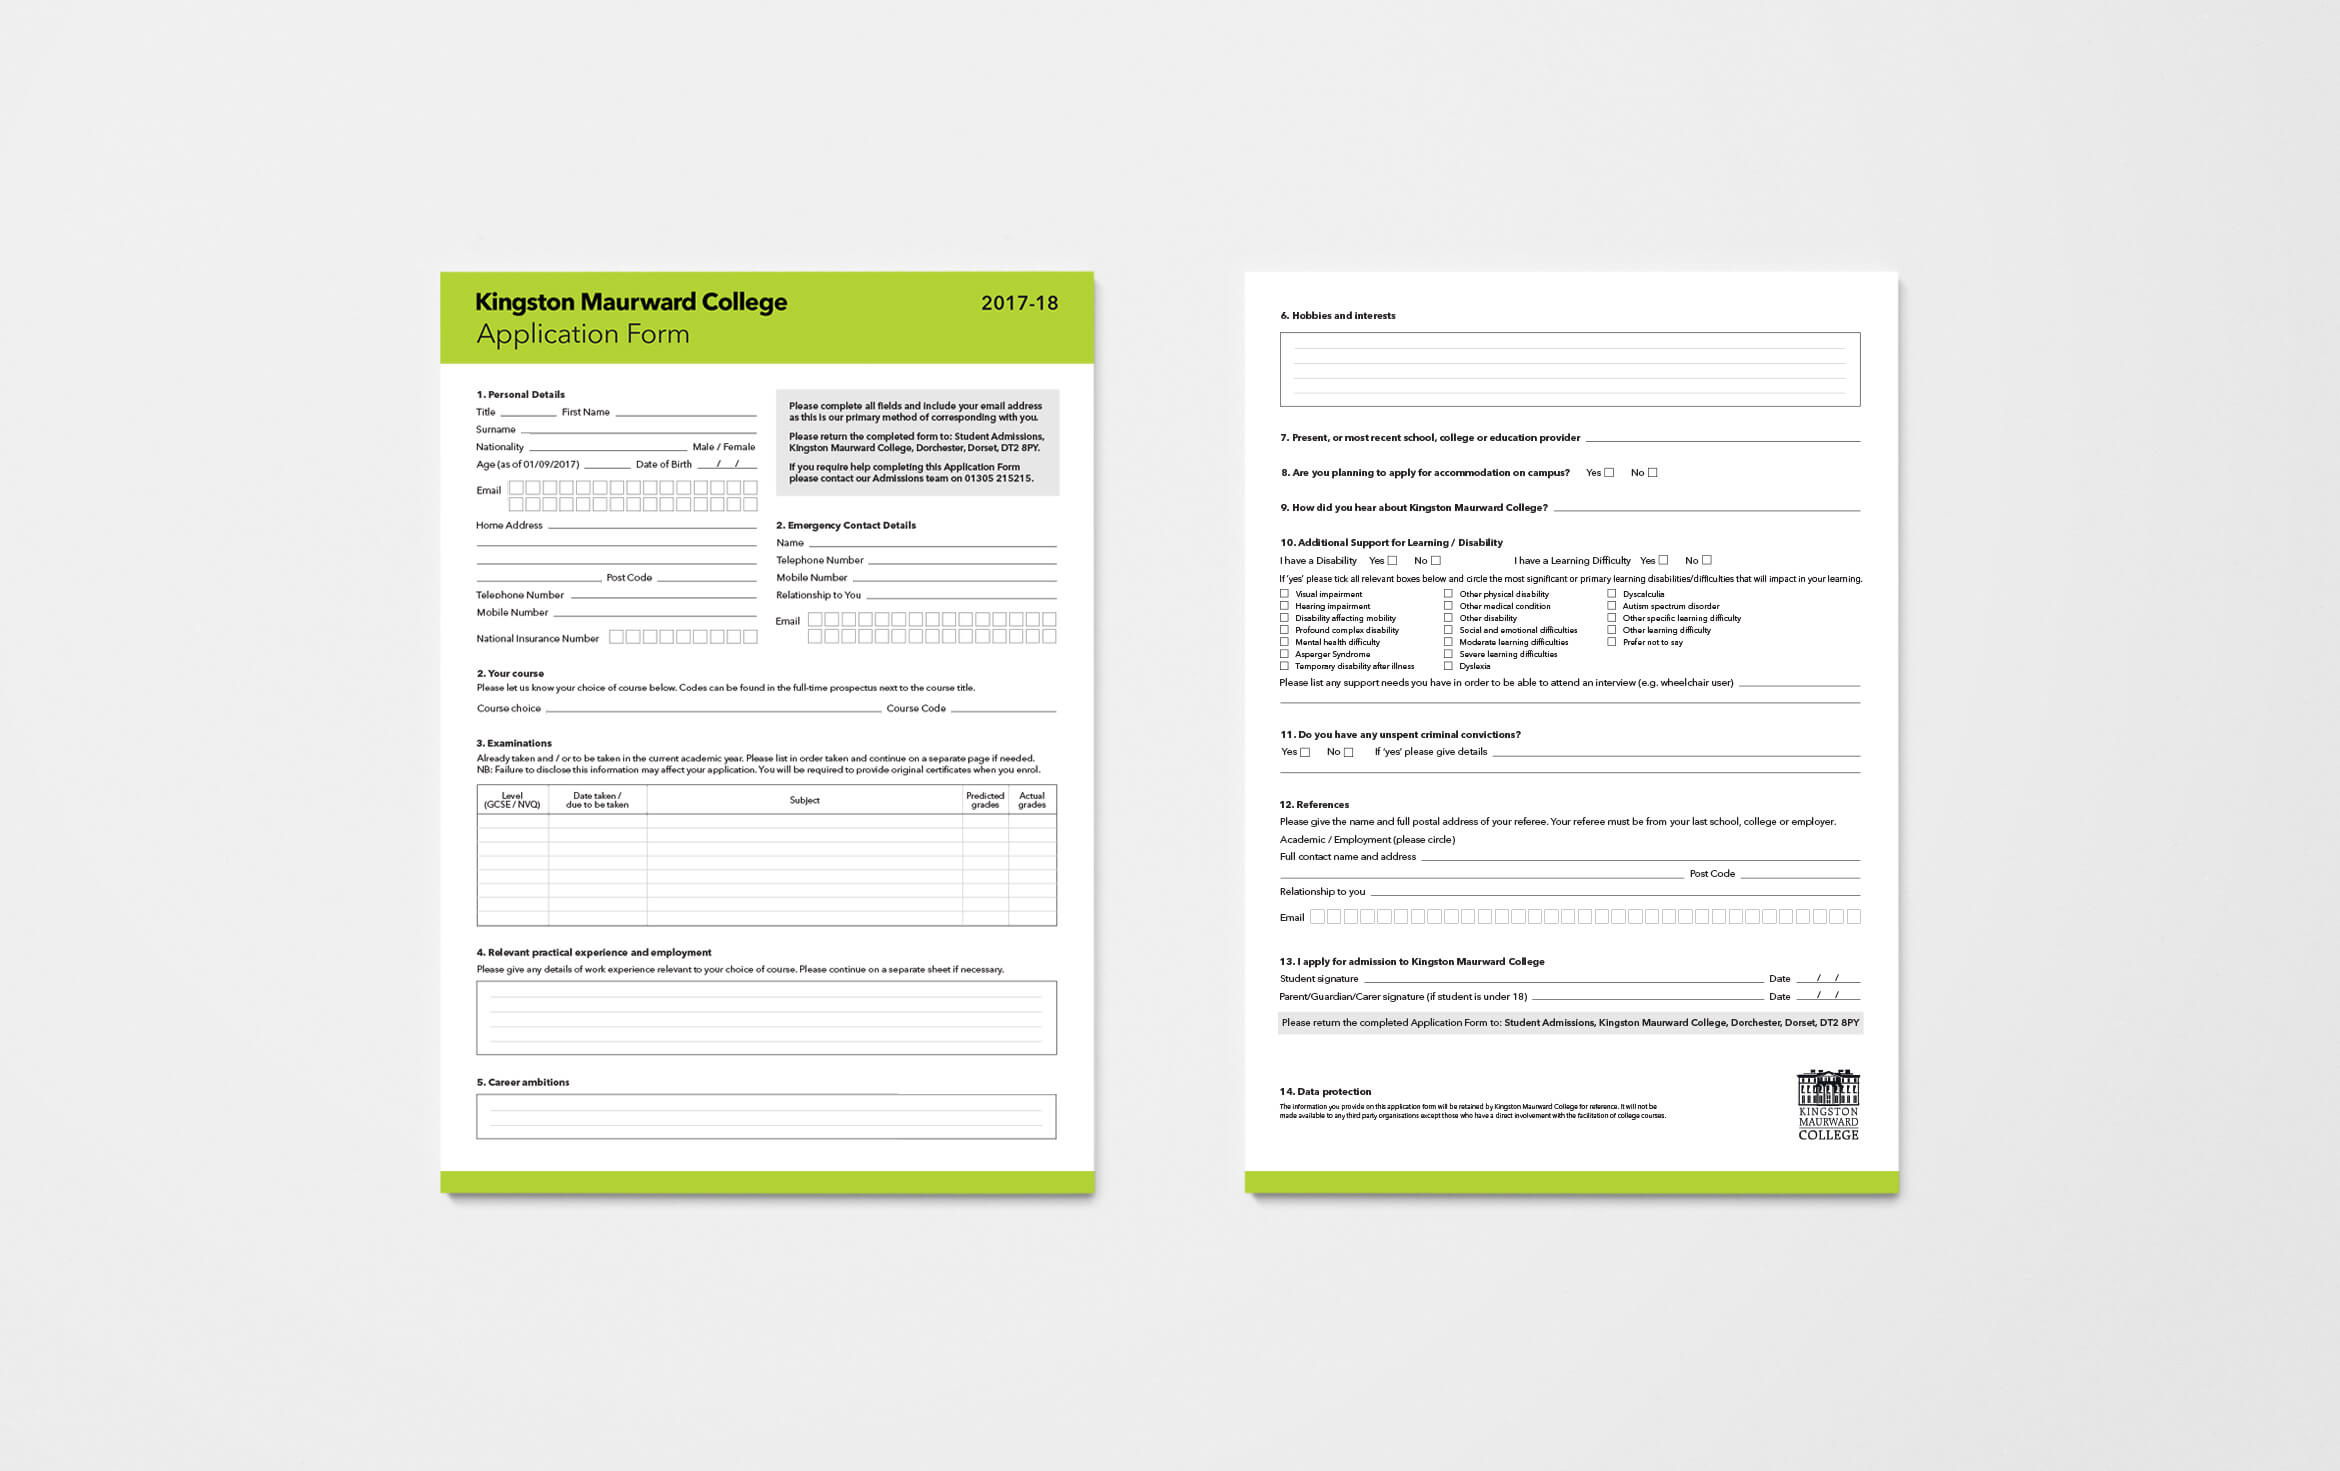 Kingston Maurward College
Application Form
2017-18
1. Personal Details
Title First Name
Surname
Nationality Male / Female
Age (as of 01/09/2017) Date of Birth / /
Email
Home Address
Post Code
Telephone Number
Mobile Number
National Insurance Number
Please complete all fields and include your email address
as this is our primary method of corresponding with you.
Please return the completed form to: Student Admissions,
Kingston Maurward College, Dorchester, Dorset, DT2 8PY.
If you require help completing this Application Form
please contact our Admissions team on 01305 215215.
2. Emergency Contact Details
Name
Telephone Number
Mobile Number
Relationship to You
Email
2. Your course
Please let us know your choice of course below. Codes can be found in the full-time prospectus next to the course title.
Course choice Course Code
3. Examinations
Already taken and / or to be taken in the current academic year. Please list in order taken and continue on a separate page if needed.
NB: Failure to disclose this information may affect your application. You will be required to provide original certificates when you enrol.
Level
(GCSE / NVQ)
Date taken /
due to be taken
Subject
Predicted
grades
Actual
grades
4. Relevant practical experience and employment
Please give any details of work experience relevant to your choice of course. Please continue on a separate sheet if necessary.
5. Career ambitions
6. Hobbies and interests
7. Present, or most recent school, college or education provider
8. Are you planning to apply for accommodation on campus? Yes No
9. How did you hear about Kingston Maurward College?
10. Additional Support for Learning / Disability
I have a Disability Yes No I have a Learning Difficulty Yes No
If 'yes' please tick all relevant boxes below and circle the most significant or primary learning disabilities/difficulties that will impact in your learning.
Visual impairment
Hearing impairment
Disability affecting mobility
Profound complex disability
Mental health difficulty
Asperger Syndrome
Temporary disability after illness
Other physical disability
Other medical condition
Other disability
Social and emotional difficulties
Moderate learning difficulties
Severe learning difficulties
Dyslexia
Dyscalculia
Autism spectrum disorder
Other specific learning difficulty
Other learning difficulty
Prefer not to say
Please list any support needs you have in order to be able to attend an interview (e.g. wheelchair user)
11. Do you have any unspent criminal convictions?
Yes No If 'yes' please give details
12. References
Please give the name and full postal address of your referee. Your referee must be from your last school, college or employer.
Academic / Employment (please circle)
Full contact name and address
Post Code
Relationship to you
Email
13. I apply for admission to Kingston Maurward College
Student signature Date / /
Parent/Guardian/Carer signature (if student is under 18) Date / /
Please return the completed Application Form to: Student Admissions, Kingston Maurward College, Dorchester, Dorset, DT2 8PY
14. Data protection
The information you provide on this application form will be retained by Kingston Maurward College for reference. It will not be
made available to any third party organisations except those who have a direct involvement with the facilitation of college courses.
KINGSTON
MAURWARD
COLLEGE